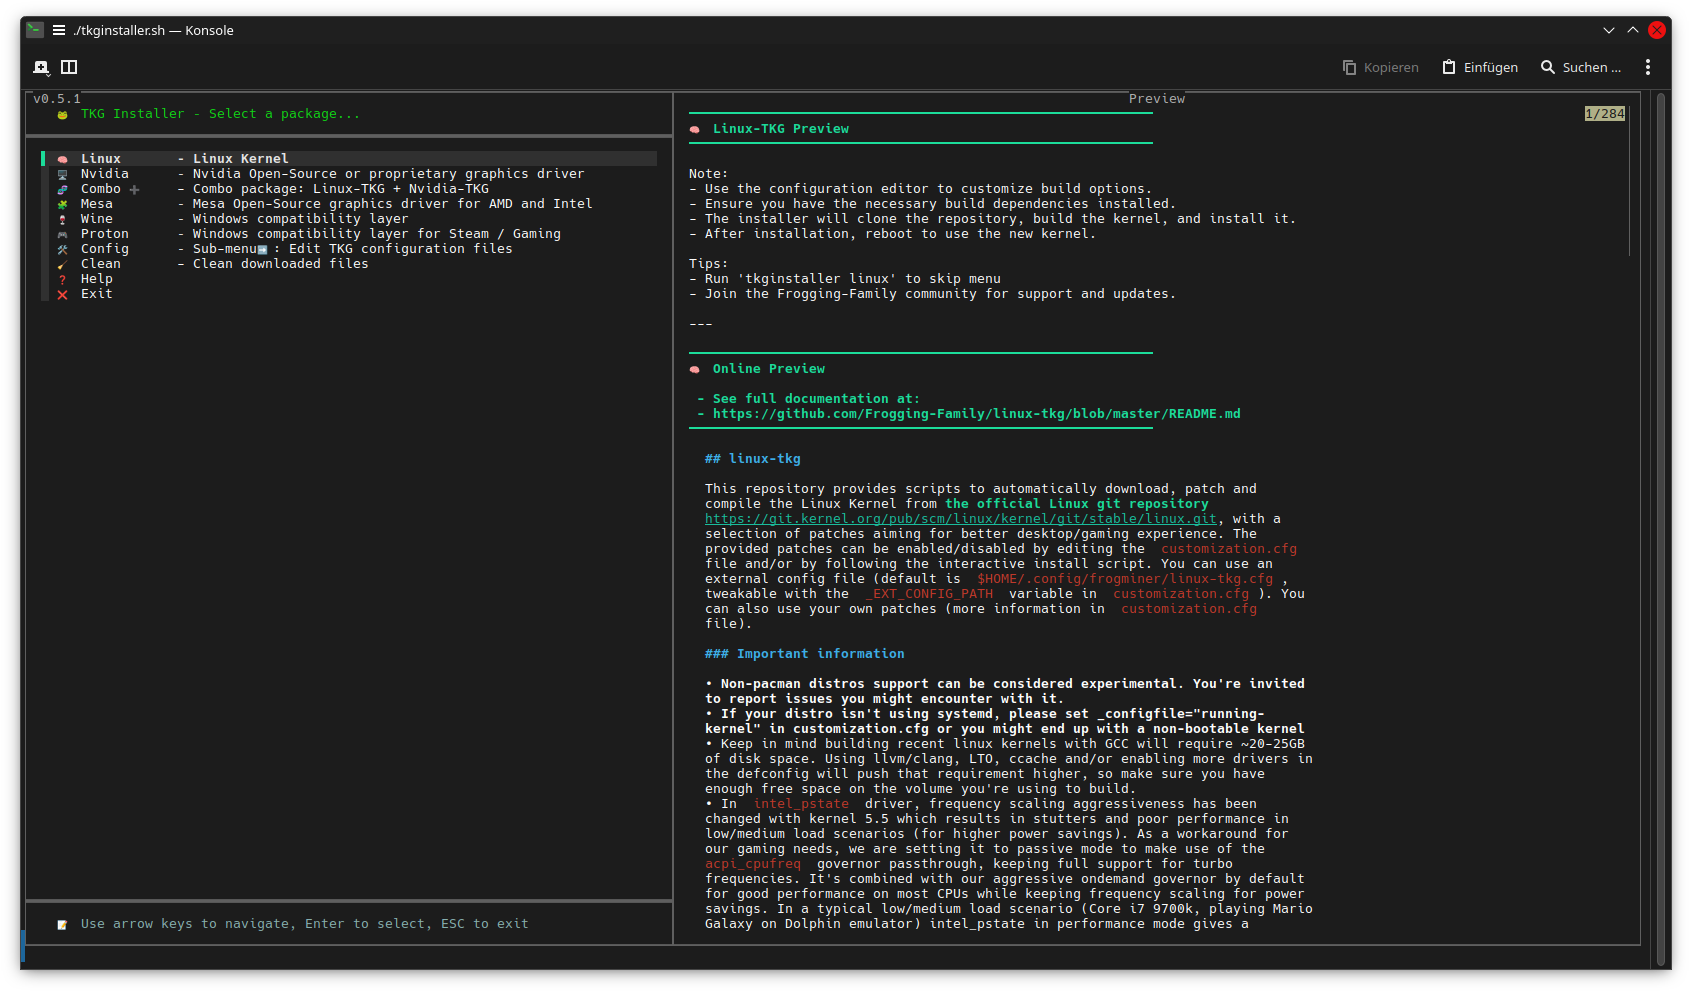 ./tkginstaller.sh — Konsole
Kopieren
Einfügen
Suchen ...
v0.5.1
TKG Installer - Select a package...
Linux - Linux Kernel
Nvidia - Nvidia Open-Source or proprietary graphics driver
Combo ➕ - Combo package: Linux-TKG + Nvidia-TKG
Mesa - Mesa Open-Source graphics driver for AMD and Intel
Wine - Windows compatibility layer
Proton - Windows compatibility layer for Steam / Gaming
Config - Sub-menu➡️ : Edit TKG configuration files
Clean - Clean downloaded files
Help
Exit
Use arrow keys to navigate, Enter to select, ESC to exit
Preview
1/284
Linux-TKG Preview
Note:
- Use the configuration editor to customize build options.
- Ensure you have the necessary build dependencies installed.
- The installer will clone the repository, build the kernel, and install it.
- After installation, reboot to use the new kernel.
Tips:
- Run 'tkginstaller linux' to skip menu
- Join the Frogging-Family community for support and updates.
---
Online Preview
- See full documentation at:
- https://github.com/Frogging-Family/linux-tkg/blob/master/README.md
## linux-tkg
This repository provides scripts to automatically download, patch and
compile the Linux Kernel from the official Linux git repository
https://git.kernel.org/pub/scm/linux/kernel/git/stable/linux.git, with a
selection of patches aiming for better desktop/gaming experience. The
provided patches can be enabled/disabled by editing the customization.cfg
file and/or by following the interactive install script. You can use an
external config file (default is $HOME/.config/frogminer/linux-tkg.cfg ,
tweakable with the _EXT_CONFIG_PATH variable in customization.cfg ). You
can also use your own patches (more information in customization.cfg
file).
### Important information
• Non-pacman distros support can be considered experimental. You're invited
to report issues you might encounter with it.
• If your distro isn't using systemd, please set _configfile="running-
kernel" in customization.cfg or you might end up with a non-bootable kernel
• Keep in mind building recent linux kernels with GCC will require ~20-25GB
of disk space. Using llvm/clang, LTO, ccache and/or enabling more drivers in
the defconfig will push that requirement higher, so make sure you have
enough free space on the volume you're using to build.
• In intel_pstate driver, frequency scaling aggressiveness has been
changed with kernel 5.5 which results in stutters and poor performance in
low/medium load scenarios (for higher power savings). As a workaround for
our gaming needs, we are setting it to passive mode to make use of the
acpi_cpufreq governor passthrough, keeping full support for turbo
frequencies. It's combined with our aggressive ondemand governor by default
for good performance on most CPUs while keeping frequency scaling for power
savings. In a typical low/medium load scenario (Core i7 9700k, playing Mario
Galaxy on Dolphin emulator) intel_pstate in performance mode gives a